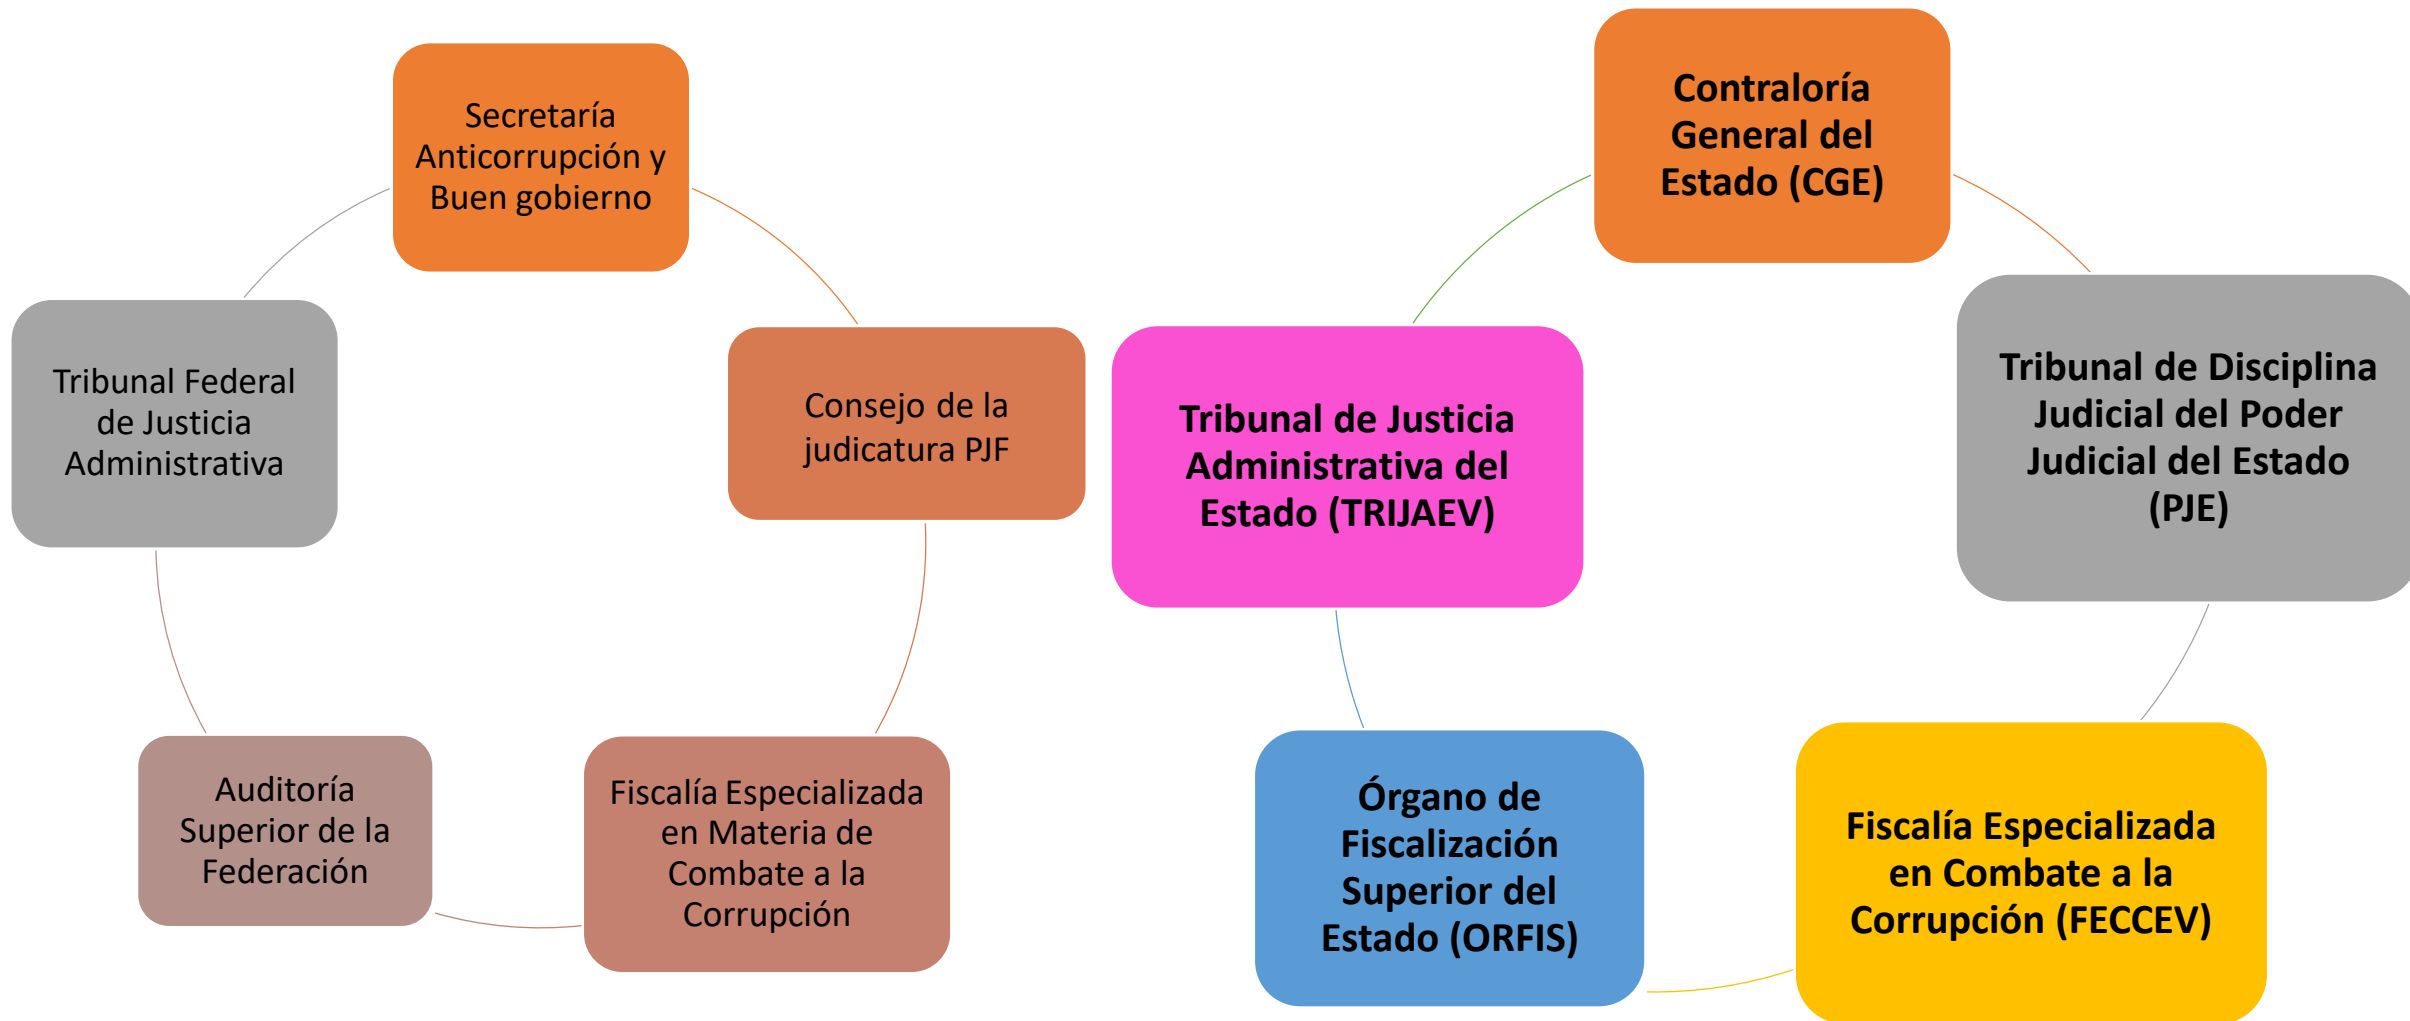 Secretaría
Anticorrupción y
Buen gobierno
Consejo de la
judicatura PJF
Fiscalía Especializada
en Materia de
Combate a la
Corrupción
Auditoría
Superior de la
Federación
Tribunal Federal
de Justicia
Administrativa
Contraloría
General del
Estado (CGE)
Tribunal de Disciplina
Judicial del Poder
Judicial del Estado
(PJE)
Fiscalía Especializada
en Combate a la
Corrupción (FECCEV)
Órgano de
Fiscalización
Superior del
Estado (ORFIS)
Tribunal de Justicia
Administrativa del
Estado (TRIJAEV)